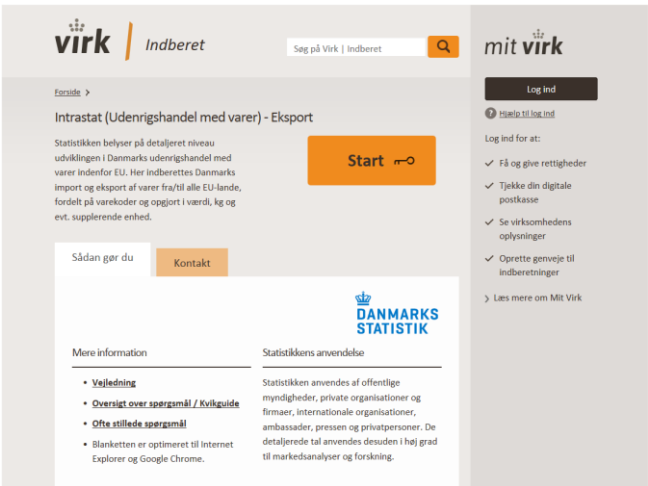 virk | Indberet
Søg på Virk | Indberet
mit virk
Log ind
? Hjælp til log ind
Log ind for at:
✓ Få og give rettigheder
✓ Tjekke din digitale
postkasse
✓ Se virksomhedens
oplysninger
✓ Oprette genveje til
indberetninger
> Læs mere om Mit Virk
Forside >
Intrastat (Udenrigshandel med varer) - Eksport
Statistikken belyser på detaljeret niveau
udviklingen i Danmarks udenrigshandel med
varer indenfor EU. Her indberettes Danmarks
import og eksport af varer fra/til alle EU-lande,
fordelt på varekoder og opgjort i værdi, kg og
evt. supplerende enhed.
Start
Sådan gør du
Kontakt
DANMARKS
STATISTIK
Mere information
• Vejledning
• Oversigt over spørgsmål / Kvikguide
• Ofte stillede spørgsmål
• Blanketten er optimeret til Internet
Explorer og Google Chrome.
Statistikkens anvendelse
Statistikken anvendes af offentlige
myndigheder, private organisationer og
firmaer, internationale organisationer,
ambassader, pressen og privatpersoner. De
detaljerede tal anvendes desuden i høj grad
til markedsanalyser og forskning.